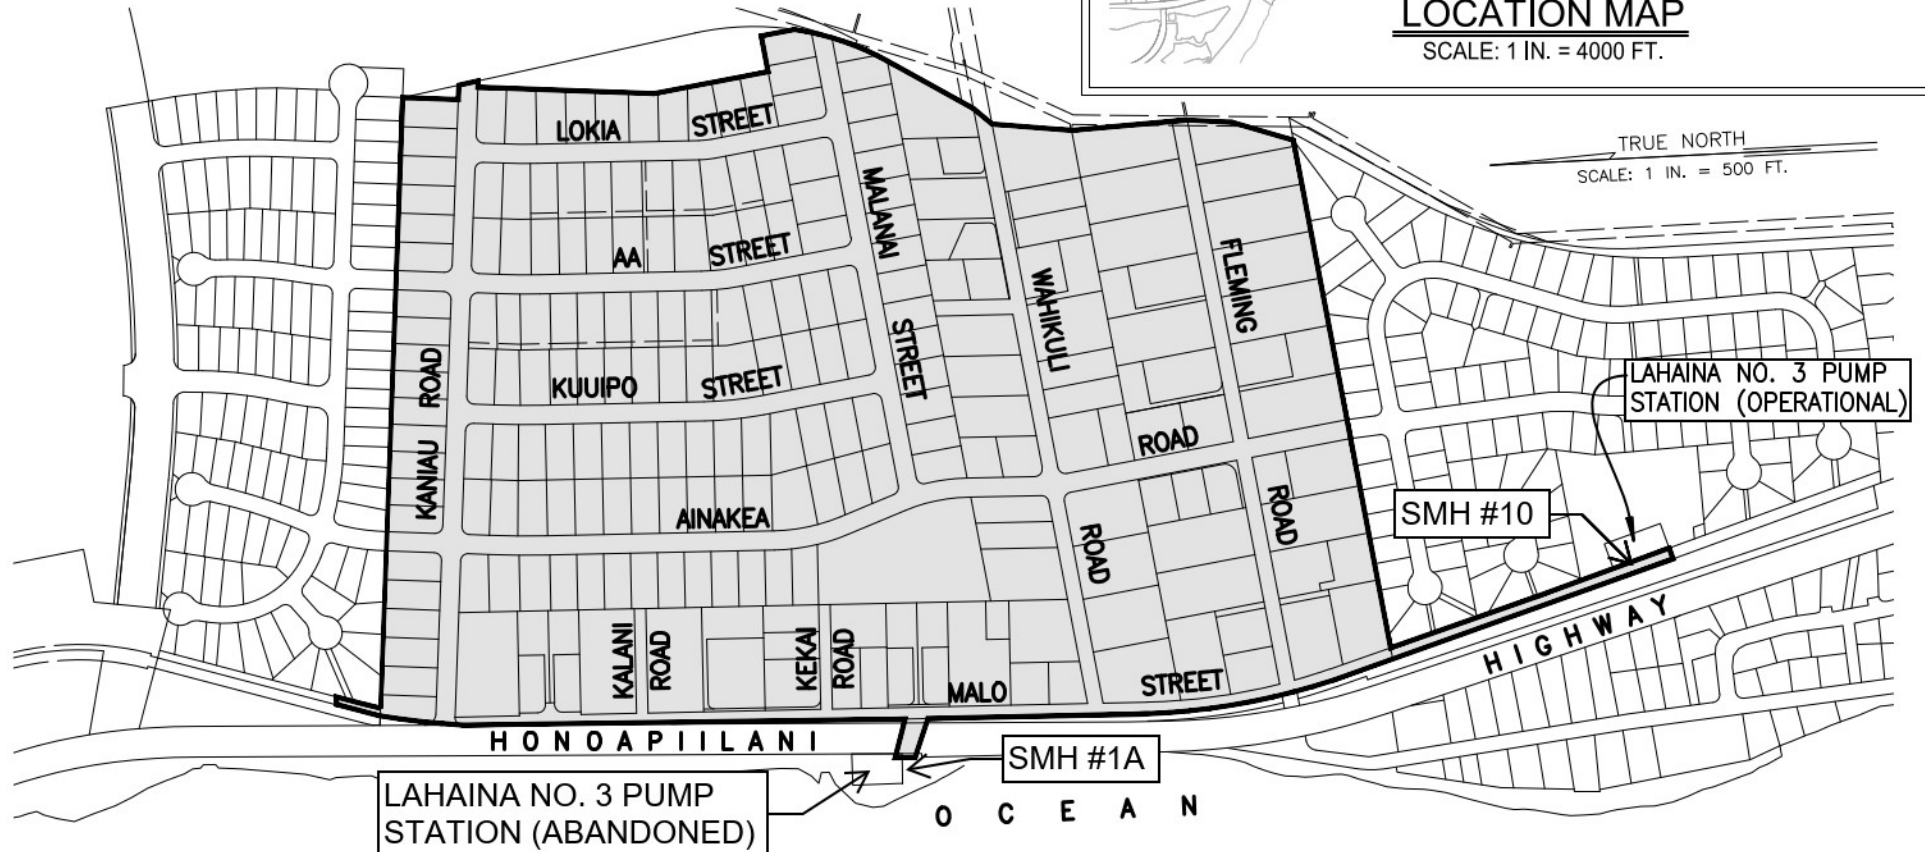 LOCATION MAP
SCALE: 1 IN. = 4000 FT.
TRUE NORTH
SCALE: 1 IN. = 500 FT.
LOKIA STREET
MALANAI STREET
AA STREET
WAHIKULI ROAD
FLEMING ROAD
KANIAU ROAD
KUUIPO STREET
LAHAINA NO. 3 PUMP
STATION (OPERATIONAL)
AINAKEA ROAD
SMH #10
KALANI
ROAD
KEKAI
ROAD
MALO STREET
HONOAPIILANI HIGHWAY
SMH #1A
LAHAINA NO. 3 PUMP
STATION (ABANDONED)
OCEAN